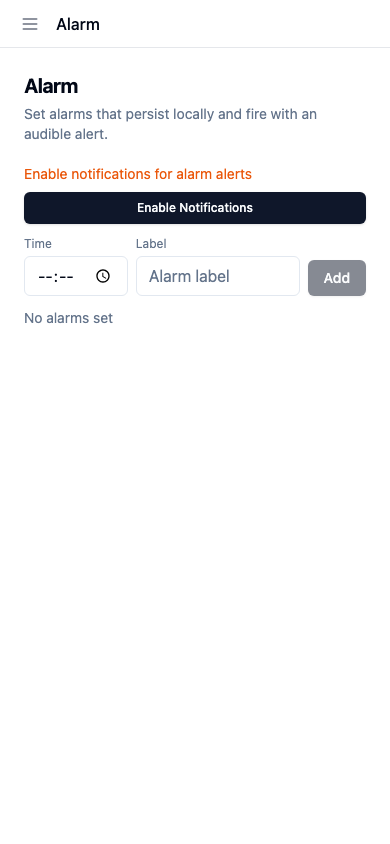 Alarm
Alarm
Set alarms that persist locally and fire with an
audible alert.
Enable notifications for alarm alerts
Enable Notifications
Time
Label
--:--
Alarm label
Add
No alarms set